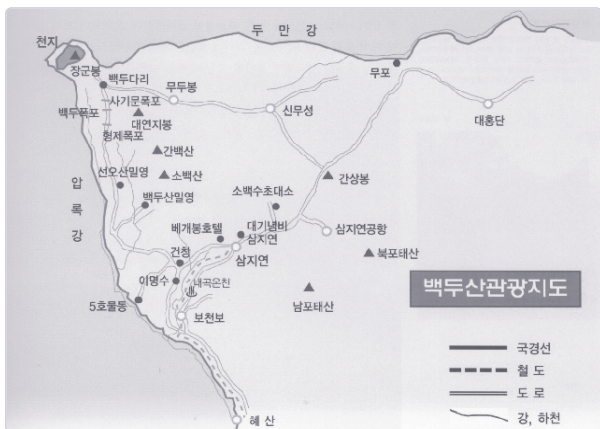 두 만 강
천지
장군봉
백두다리
무두봉
무포
사기문폭포
백두폭포
대연지봉
신무성
대홍단
형제폭포
간백산
선오산밀영
소백산
간삼봉
압 록 강
백두산밀영
소백수초대소
베개봉호텔
대기념비
삼지연공항
건창
삼지연
북포태산
이명수
내곡온천
5호물동
남포태산
백두산관광지도
보천보
국경선
철 도
도 로
강, 하천
혜 산